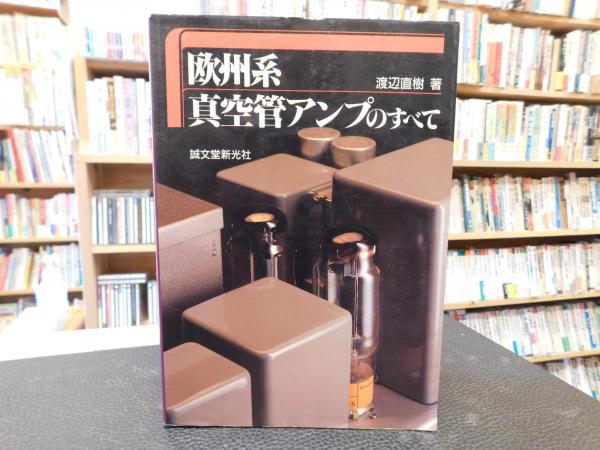 欧州系
渡辺直樹 著
真空管アンプのすべて
誠文堂新光社